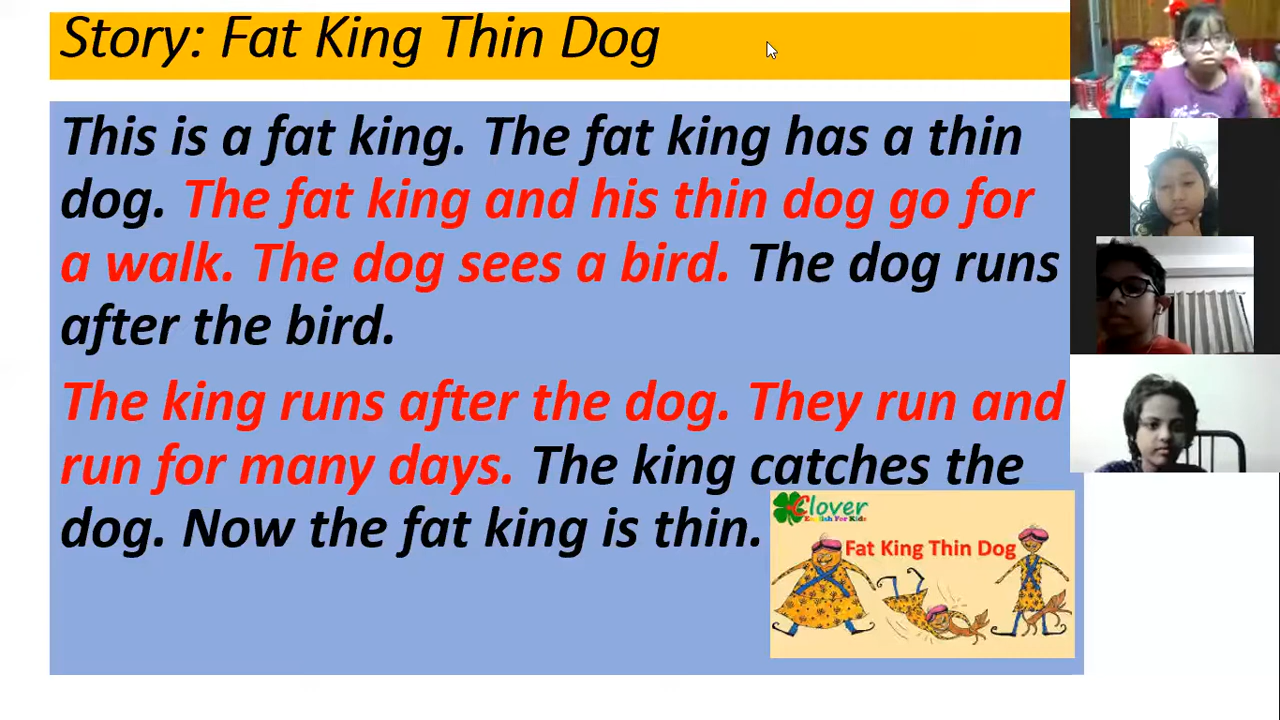 Story: Fat King Thin Dog
This is a fat king. The fat king has a thin
dog. The fat king and his thin dog go for
a walk. The dog sees a bird. The dog runs
after the bird.
The king runs after the dog. They run and
run for many days. The king catches the
dog. Now the fat king is thin.
Clover
English For Kids
Fat King Thin Dog